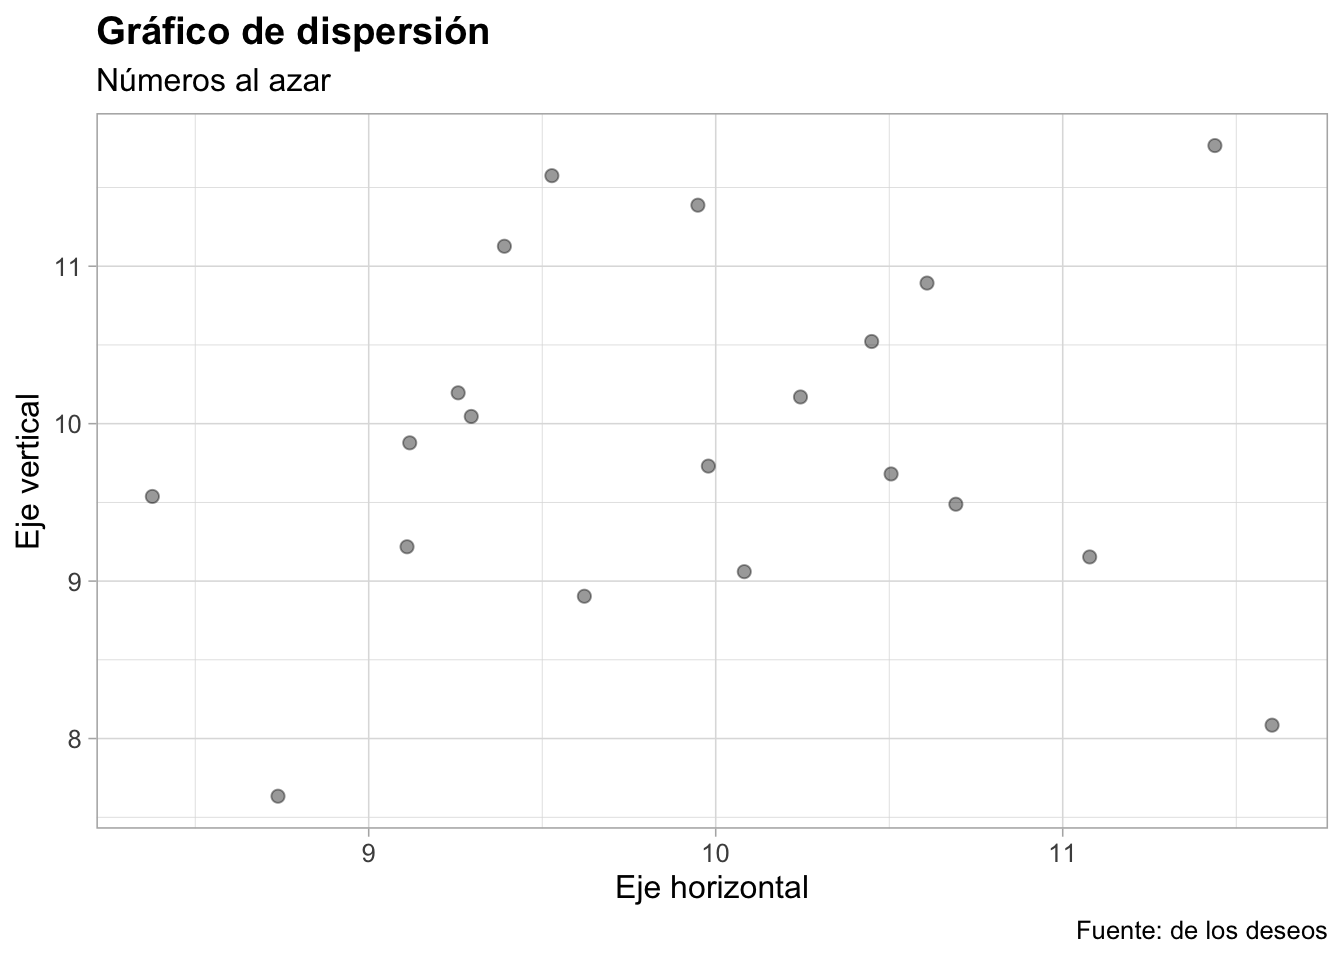 Gráfico de dispersión
Números al azar
11
10
9
8
Eje vertical
9
10
11
Eje horizontal
Fuente: de los deseos